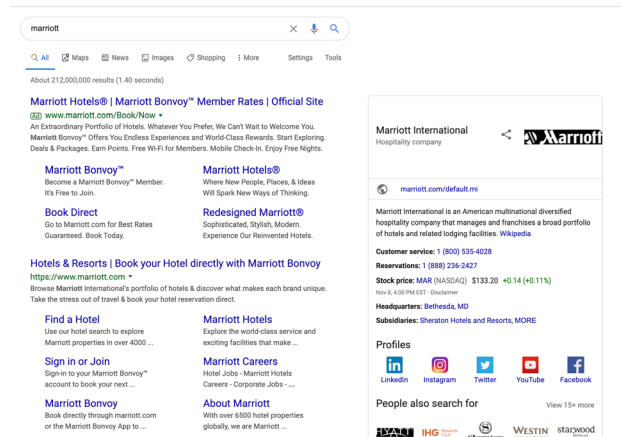 marriott
All Maps News Images Shopping More Settings Tools
About 212,000,000 results (1.40 seconds)
Marriott Hotels® | Marriott Bonvoy™ Member Rates | Official Site
Ad www.marriott.com/Book/Now
An Extraordinary Portfolio of Hotels. Whatever You Prefer, We Can't Wait to Welcome You.
Marriott Bonvoy™ Offers You Endless Experiences and World-Class Rewards. Start Exploring.
Deals & Packages. Earn Points. Free Wi-Fi for Members. Mobile Check-In. Enjoy Free Nights.
Marriott Bonvoy™
Become a Marriott Bonvoy™ Member.
It's Free to Join.
Marriott Hotels®
Where New People, Places, & Ideas
Will Spark New Ways of Thinking.
Book Direct
Go to Marriott.com for Best Rates
Guaranteed. Book Today.
Redesigned Marriott®
Sophisticated, Stylish, Modern.
Experience Our Reinvented Hotels.
Hotels & Resorts | Book your Hotel directly with Marriott Bonvoy
https://www.marriott.com
Browse Marriott International's portfolio of hotels & discover what makes each brand unique.
Take the stress out of travel & book your hotel reservation direct.
Find a Hotel
Use our hotel search to explore
Marriott properties in over 4000 ...
Marriott Hotels
Explore the world-class service and
exciting facilities that make ...
Sign in or Join
Sign-in to your Marriott Bonvoy™
account to book your next ...
Marriott Careers
Hotel Jobs - Marriott Hotels
Careers - Corporate Jobs - ...
Marriott Bonvoy
Book directly through marriott.com
or the Marriott Bonvoy App to ...
About Marriott
With over 6500 hotel properties
globally, we are Marriott ...
Marriott International
Hospitality company
Marriott
marriott.com/default.mi
Marriott International is an American multinational diversified
hospitality company that manages and franchises a broad portfolio
of hotels and related lodging facilities. Wikipedia
Customer service: 1 (800) 535-4028
Reservations: 1 (888) 236-2427
Stock price: MAR (NASDAQ) $133.20 +0.14 (+0.11%)
Nov 8, 4:00 PM EST - Disclaimer
Headquarters: Bethesda, MD
Subsidiaries: Sheraton Hotels and Resorts, MORE
Profiles
in
LinkedIn Instagram Twitter YouTube Facebook
People also search for View 15+ more
HYATT IHG Sheraton WESTIN starwood